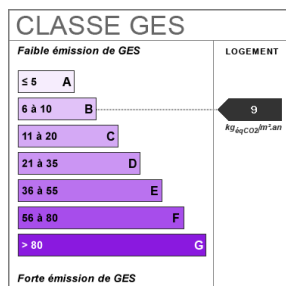 CLASSE GES
Faible émission de GES
LOGEMENT
≤ 5 A
6 à 10 B
9
kgéqCO2/m².an
11 à 20 C
21 à 35 D
36 à 55 E
56 à 80 F
> 80 G
Forte émission de GES